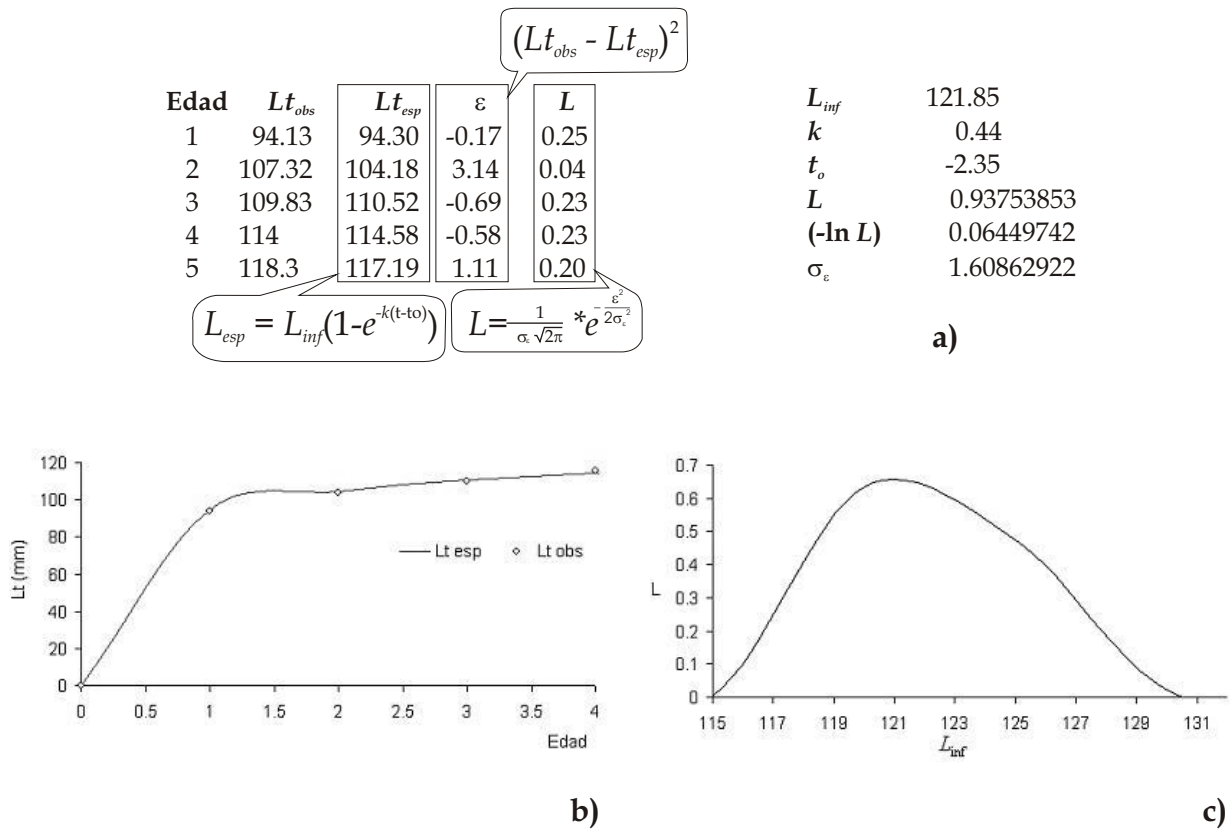 (Lt_obs - Lt_esp)²
Edad Lt_obs Lt_esp ε L
1 94.13 94.30 -0.17 0.25
2 107.32 104.18 3.14 0.04
3 109.83 110.52 -0.69 0.23
4 114 114.58 -0.58 0.23
5 118.3 117.19 1.11 0.20
L_esp = L_inf(1-e^-k(t-to))
L=1/(σ_ε √2π) *e^-ε²/2σ_ε²
L_inf 121.85
k 0.44
t_o -2.35
L 0.93753853
(-ln L) 0.06449742
σ_ε 1.60862922
a)
120
100
80
60
40
20
0
Lt (mm)
Lt esp Lt obs
0 0.5 1 1.5 2 2.5 3 3.5 4
Edad
b)
0.7
0.6
0.5
0.4
0.3
0.2
0.1
0
L
115 117 119 121 123 125 127 129 131
L_inf
c)